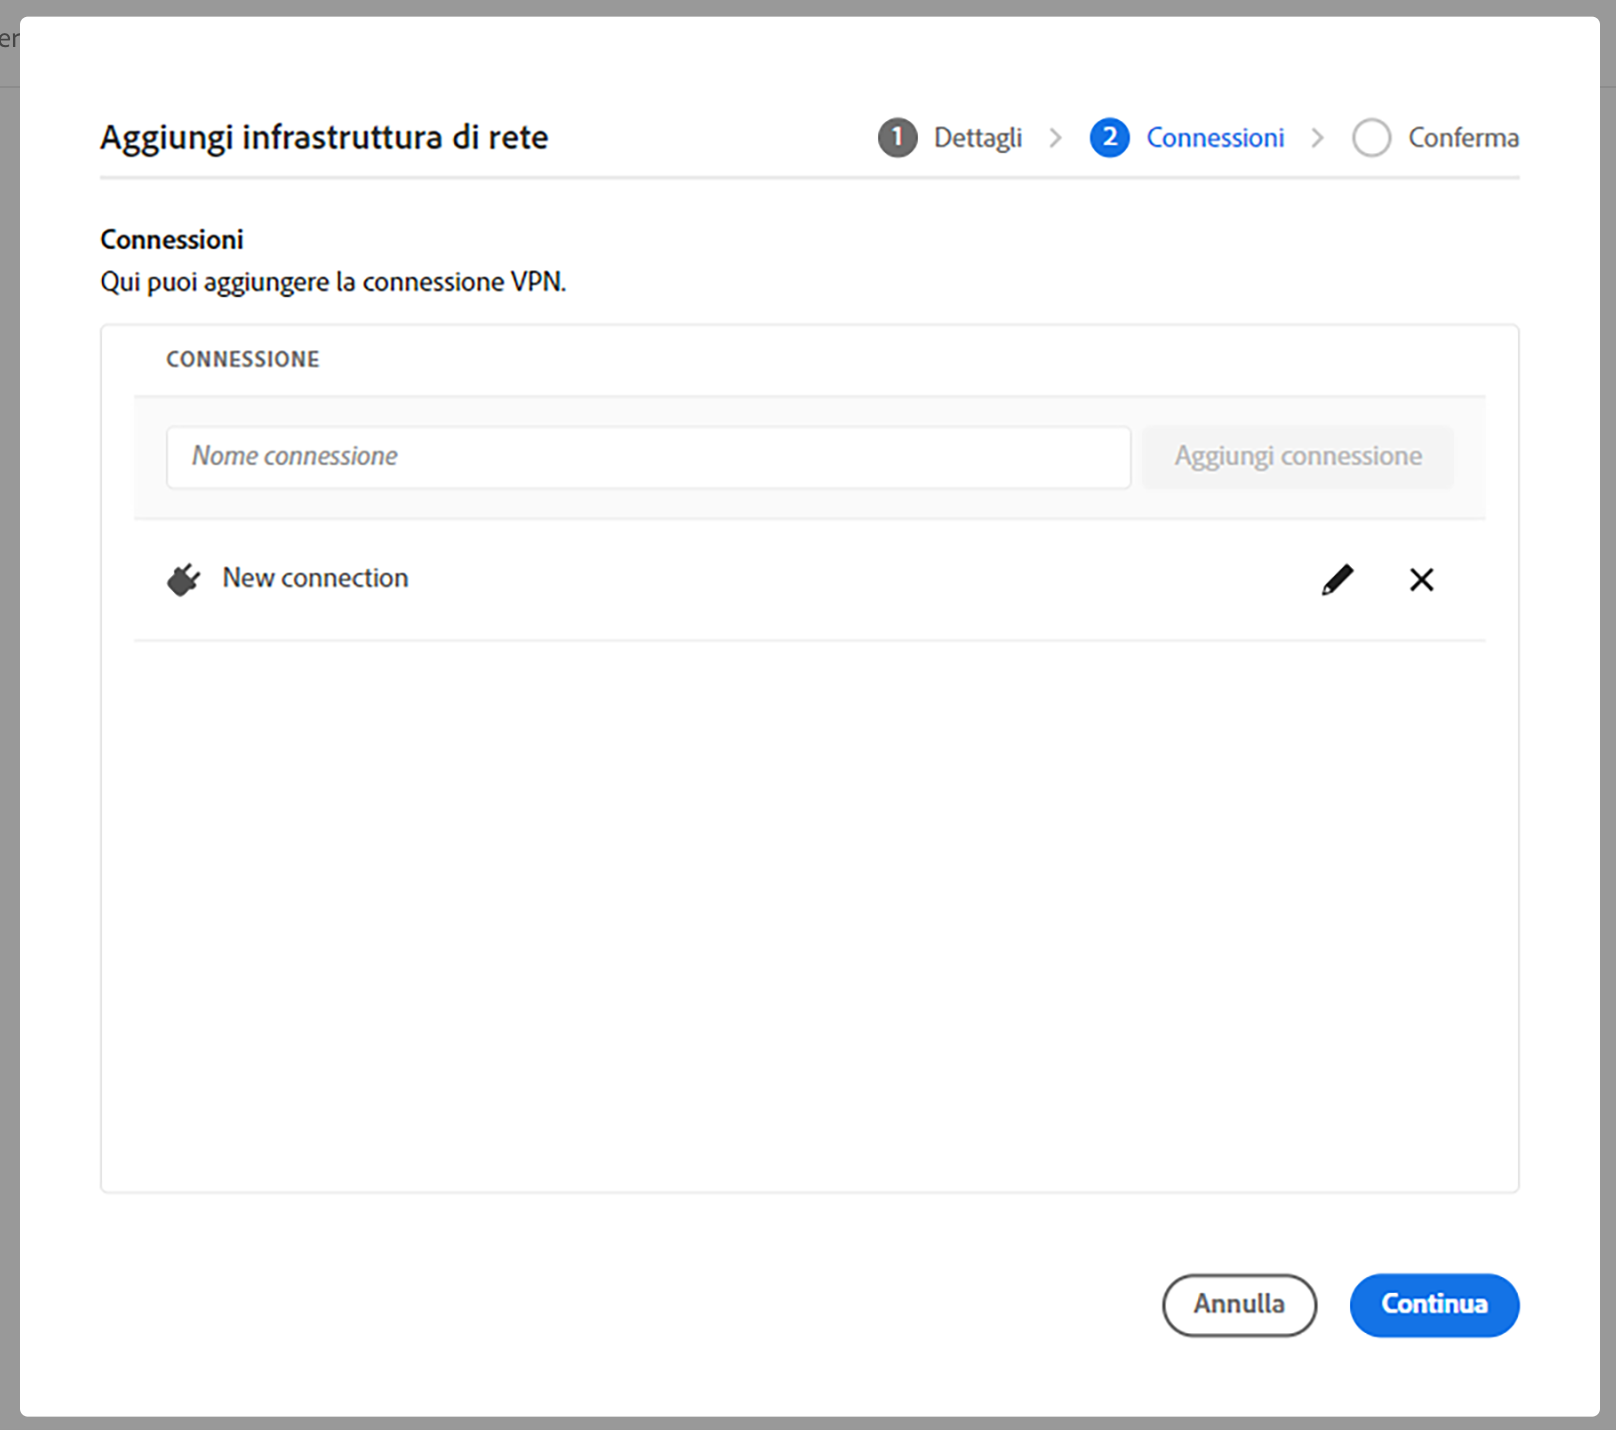 er
Aggiungi infrastruttura di rete
1 Dettagli > 2 Connessioni > Conferma
Connessioni
Qui puoi aggiungere la connessione VPN.
CONNESSIONE
Nome connessione
Aggiungi connessione
New connection
Annulla
Continua